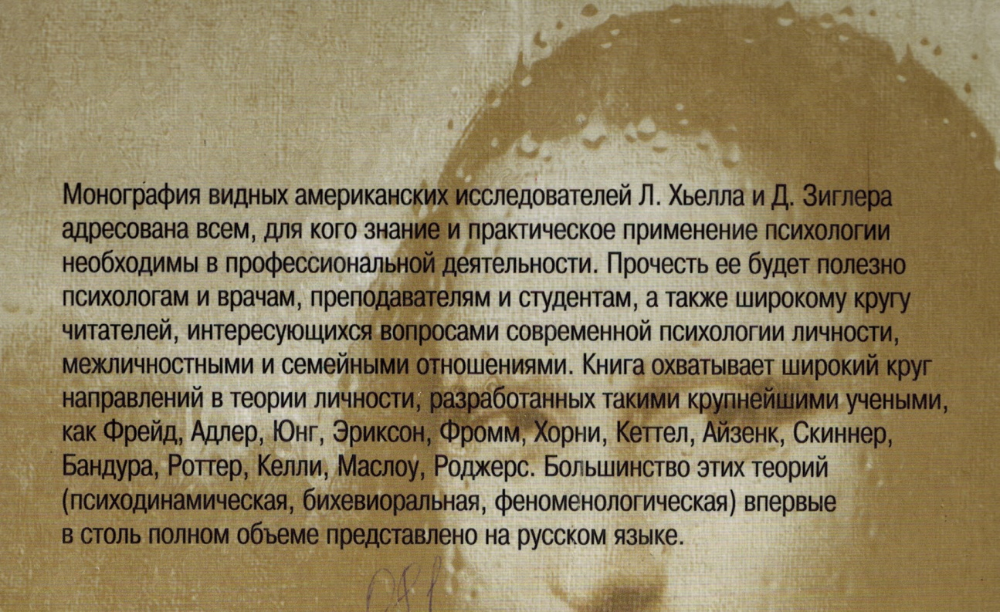 Монография видных американских исследователей Л. Хьелла и Д. Зиглера
адресована всем, для кого знание и практическое применение психологии
необходимы в профессиональной деятельности. Прочесть ее будет полезно
психологам и врачам, преподавателям и студентам, а также широкому кругу
читателей, интересующихся вопросами современной психологии личности,
межличностными и семейными отношениями. Книга охватывает широкий круг
направлений в теории личности, разработанных такими крупнейшими учеными,
как Фрейд, Адлер, Юнг, Эриксон, Фромм, Хорни, Кеттел, Айзенк, Скиннер,
Бандура, Роттер, Келли, Маслоу, Роджерс. Большинство этих теорий
(психодинамическая, бихевиоральная, феноменологическая) впервые
в столь полном объеме представлено на русском языке.